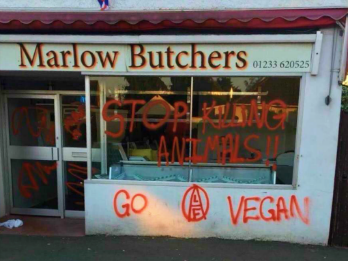 Marlow Butchers 01233 620525
STOP KILLING
ANIMALS!!
GO VEGAN